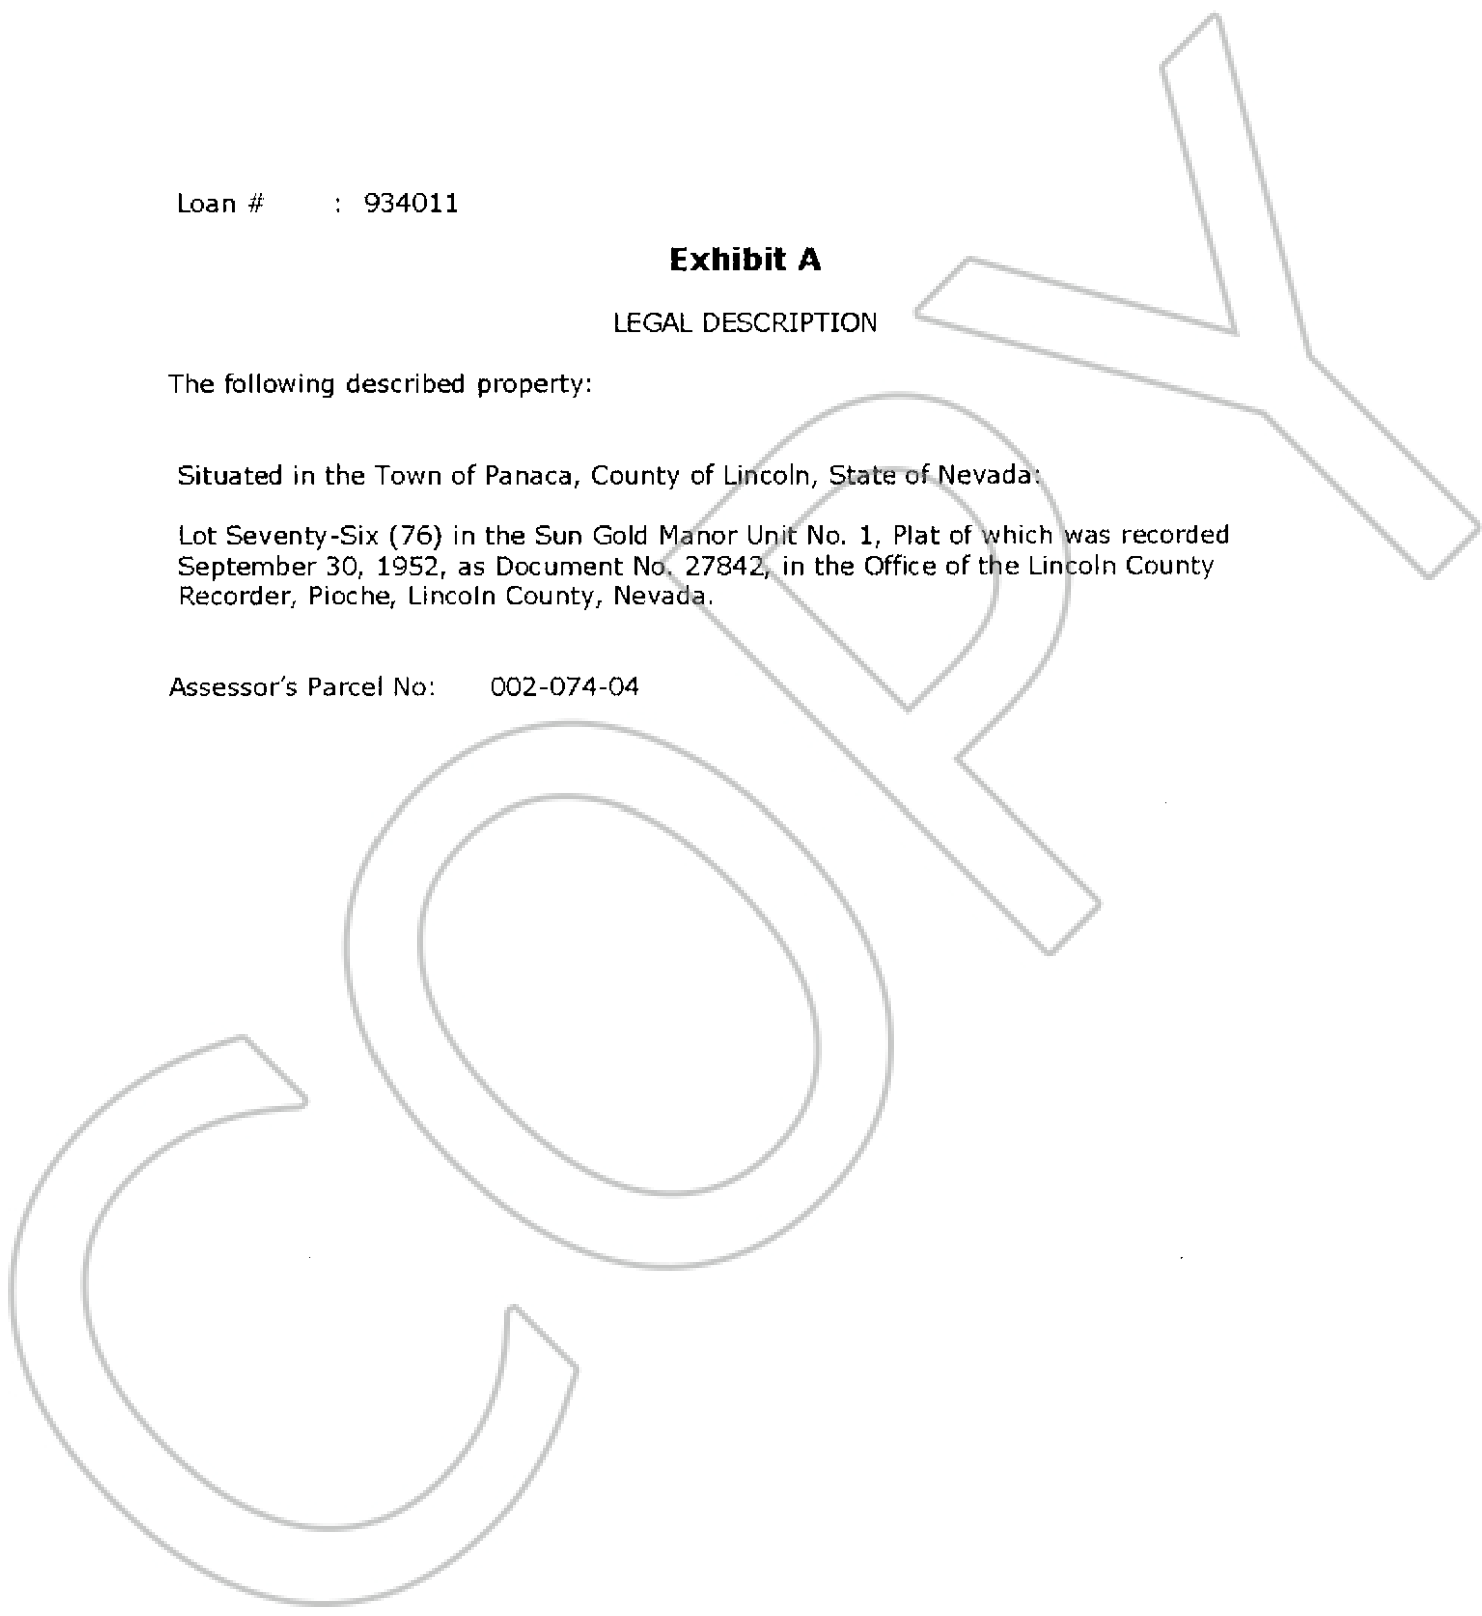 Loan # : 934011
Exhibit A
LEGAL DESCRIPTION
The following described property:
Situated in the Town of Panaca, County of Lincoln, State of Nevada:
Lot Seventy-Six (76) in the Sun Gold Manor Unit No. 1, Plat of which was recorded
September 30, 1952, as Document No. 27842, in the Office of the Lincoln County
Recorder, Pioche, Lincoln County, Nevada.
Assessor's Parcel No: 002-074-04
COPY